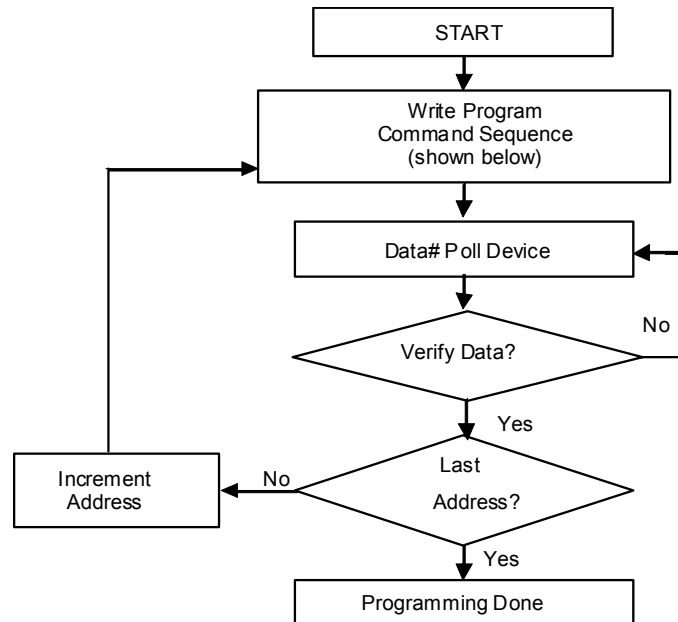 START
Write Program
Command Sequence
(shown below)
Data# Poll Device
Verify Data?
No
Yes
Last
Address?
No
Increment
Address
Yes
Programming Done